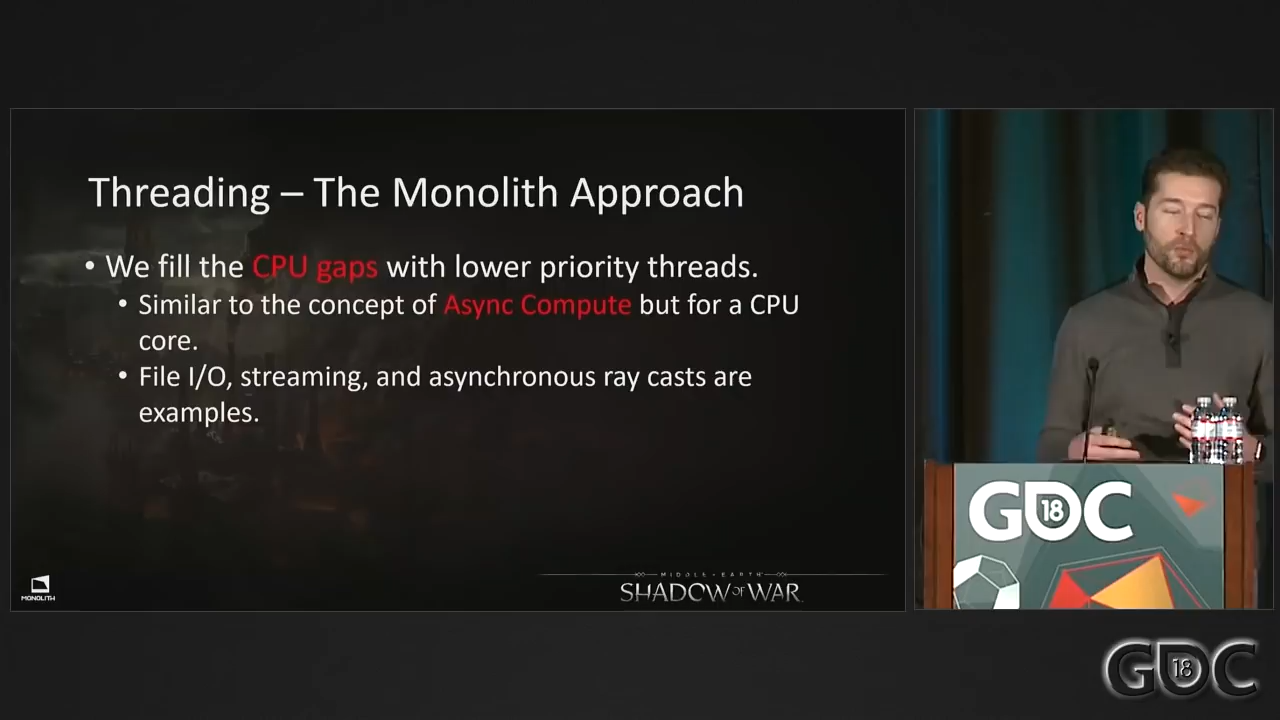 Threading – The Monolith Approach
• We fill the CPU gaps with lower priority threads.
• Similar to the concept of Async Compute but for a CPU
core.
• File I/O, streaming, and asynchronous ray casts are
examples.
MONOLITH
MIDDLE-EARTH
SHADOW OF WAR
GDC 18
GDC 18